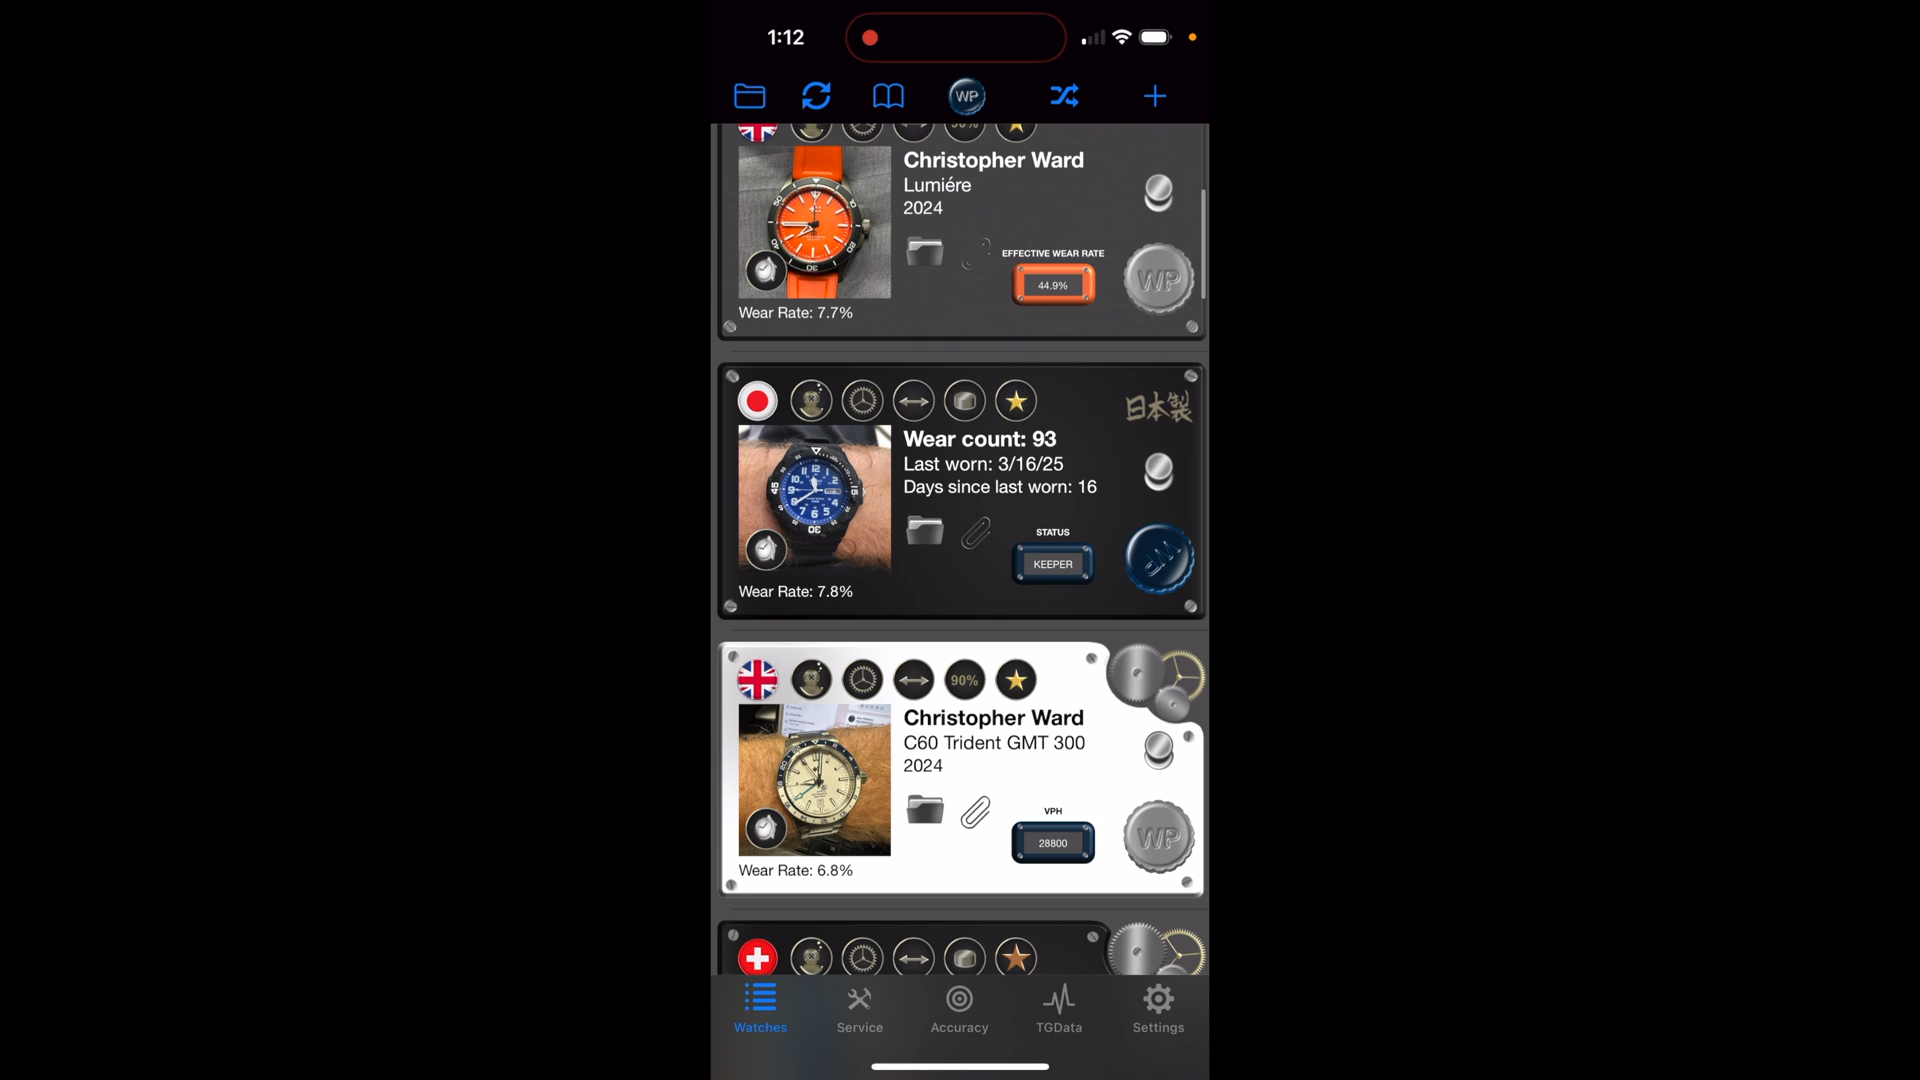 1:12
WP
Christopher Ward
Lumiére
2024
EFFECTIVE WEAR RATE
44.9%
WP
Wear Rate: 7.7%
日本製
Wear count: 93
Last worn: 3/16/25
Days since last worn: 16
STATUS
KEEPER
WP
Wear Rate: 7.8%
90%
Christopher Ward
C60 Trident GMT 300
2024
VPH
28800
WP
Wear Rate: 6.8%
Watches
Service
Accuracy
TGData
Settings